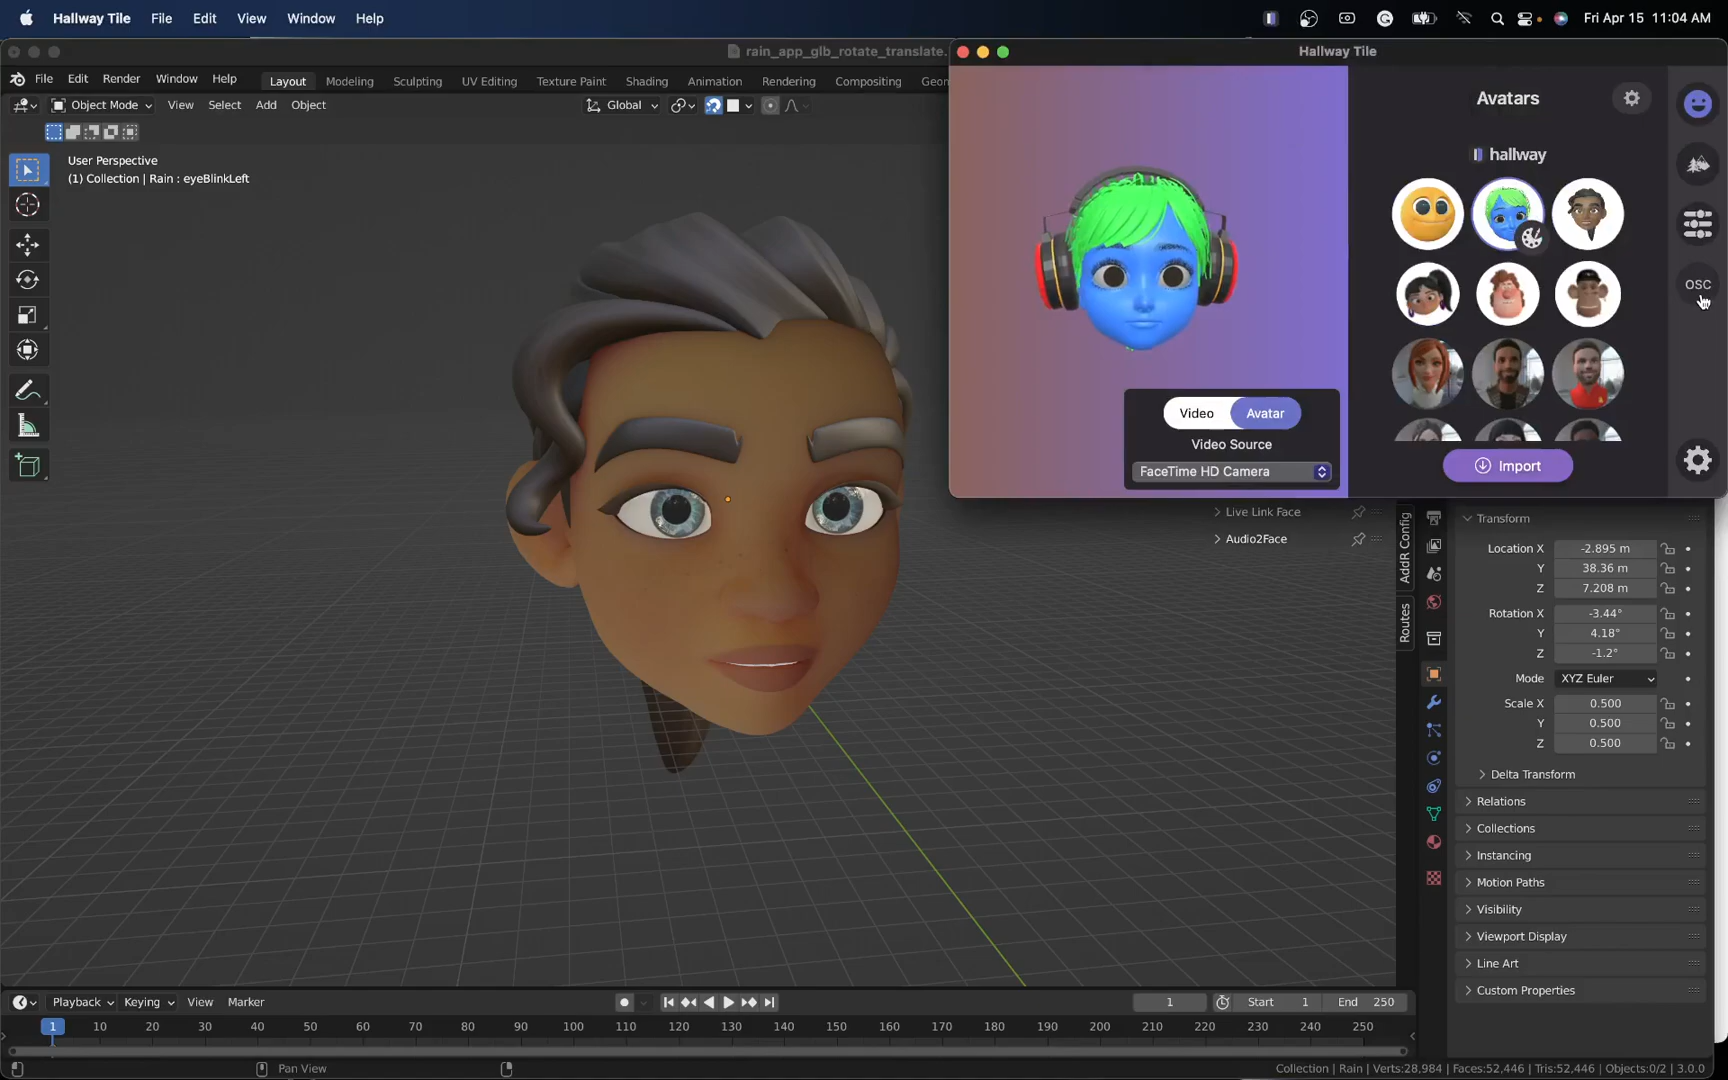 Hallway Tile File Edit View Window Help Fri Apr 15 11:04 AM
rain_app_glb_rotate_translate.
Hallway Tile
File Edit Render Window Help Layout Modeling Sculpting UV Editing Texture Paint Shading Animation Rendering Compositing Geon
Object Mode View Select Add Object Global
User Perspective
(1) Collection | Rain : eyeBlinkLeft
Avatars
hallway
OSC
Video Avatar
Video Source
FaceTime HD Camera
Import
Live Link Face
Audio2Face
AddR Config
Routes
Transform
Location X -2.895 m
Y 38.36 m
Z 7.208 m
Rotation X -3.44°
Y 4.18°
Z -1.2°
Mode XYZ Euler
Scale X 0.500
Y 0.500
Z 0.500
Delta Transform
Relations
Collections
Instancing
Motion Paths
Visibility
Viewport Display
Line Art
Custom Properties
Playback Keying View Marker 1 Start 1 End 250
1 10 20 30 40 50 60 70 80 90 100 110 120 130 140 150 160 170 180 190 200 210 220 230 240 250
Pan View
Collection | Rain | Verts:28,984 | Faces:52,446 | Tris:52,446 | Objects:0/2 | 3.0.0